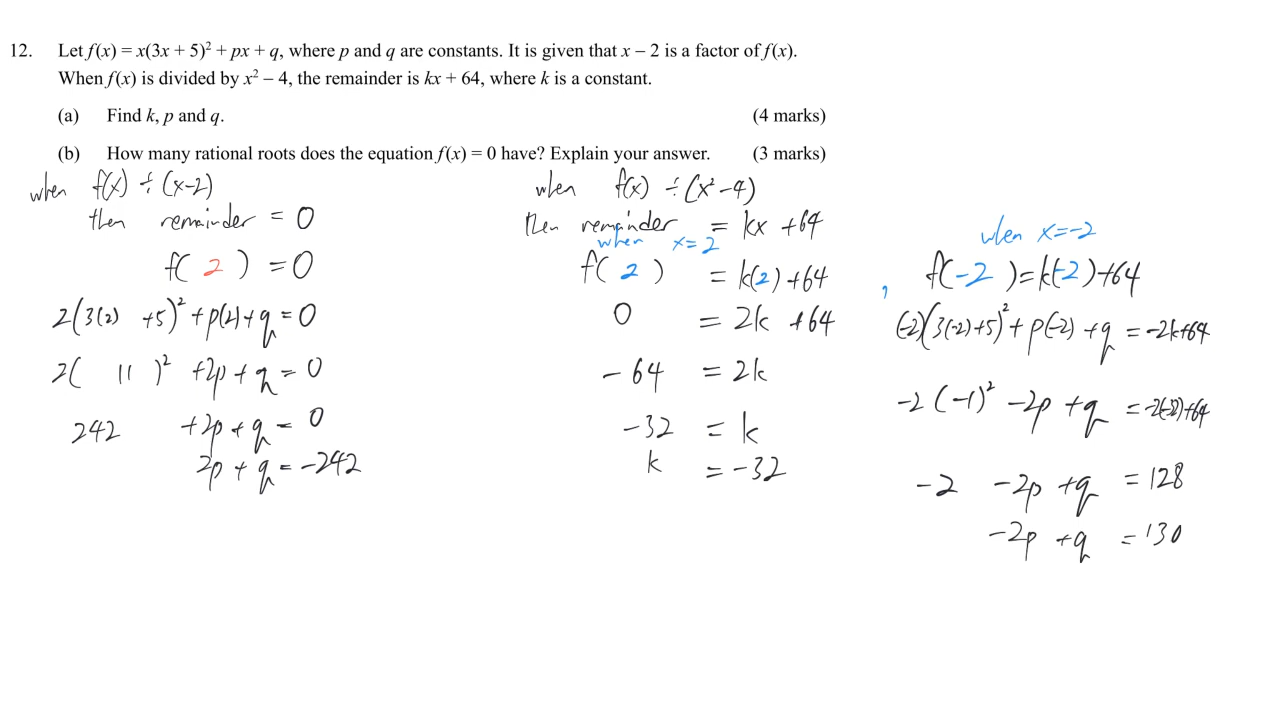 12. Let f(x) = x(3x + 5)² + px + q, where p and q are constants. It is given that x − 2 is a factor of f(x).
When f(x) is divided by x² − 4, the remainder is kx + 64, where k is a constant.
(a) Find k, p and q. (4 marks)
(b) How many rational roots does the equation f(x) = 0 have? Explain your answer. (3 marks)
when f(x) ÷ (x-2)
then remainder = 0
f( 2 ) = 0
2(3(2) +5)² + p(2) + q = 0
2( 11 )² +2p + q = 0
242 +2p + q = 0
2p + q = -242
when f(x) ÷ (x²-4)
then remainder = kx +64
when x=2
f( 2 ) = k(2) +64
0 = 2k +64
-64 = 2k
-32 = k
k = -32
when x=-2
, f(-2) = k(-2)+64
(-2)(3(-2)+5)² + p(-2) + q = -2k+64
-2(-1)² -2p +q = -2(-32)+64
-2 -2p +q = 128
-2p +q = 130